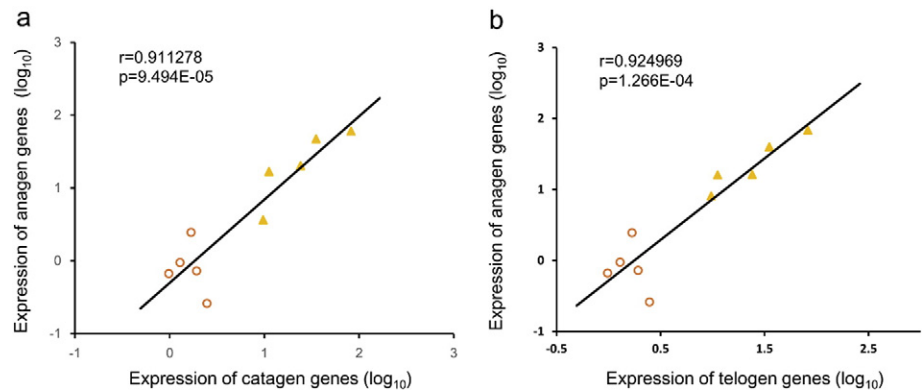 a
r=0.911278
p=9.494E-05
Expression of anagen genes (log10)
3
2
1
0
-1
-1
0
1
2
3
Expression of catagen genes (log10)
b
r=0.924969
p=1.266E-04
Expression of anagen genes (log10)
3
2
1
0
-1
-0.5
0.5
1.5
2.5
Expression of telogen genes (log10)